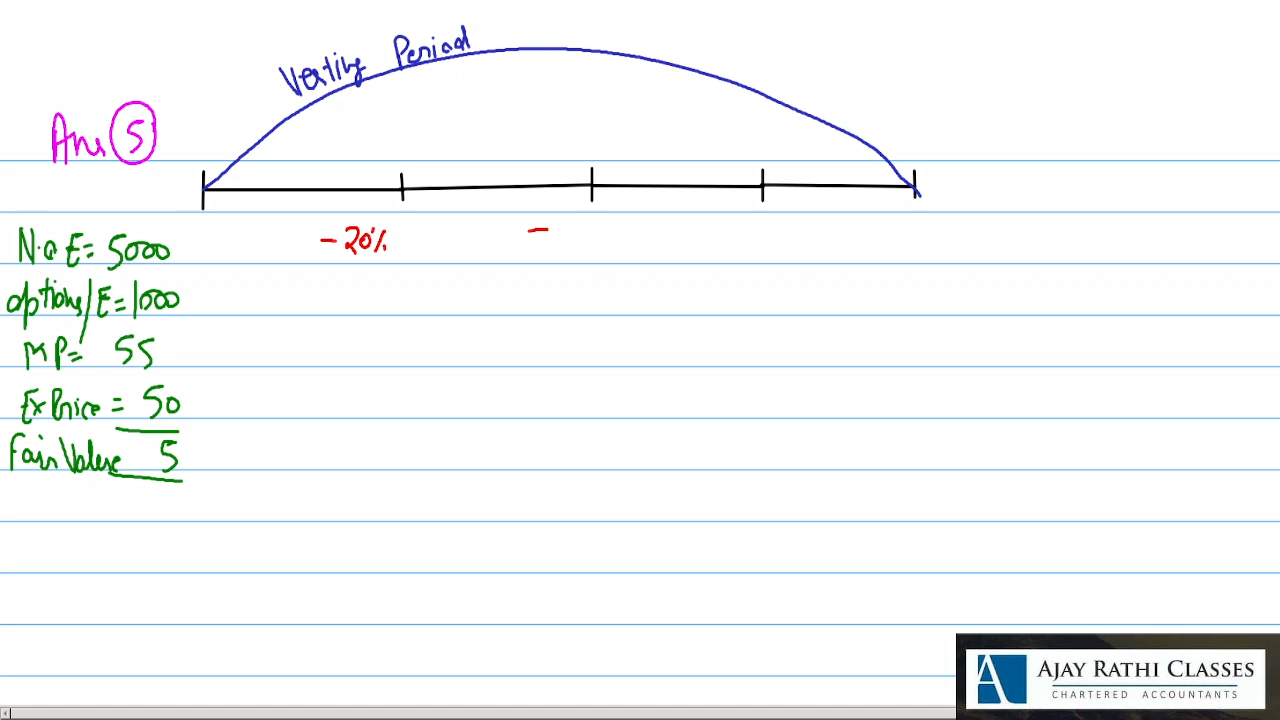 Vesting Period
Ans 5
- 20% -
N.o E = 5000
options/E = 1000
MP = 55
Ex Price = 50
Fair Value 5
AJAY RATHI CLASSES
CHARTERED ACCOUNTANTS